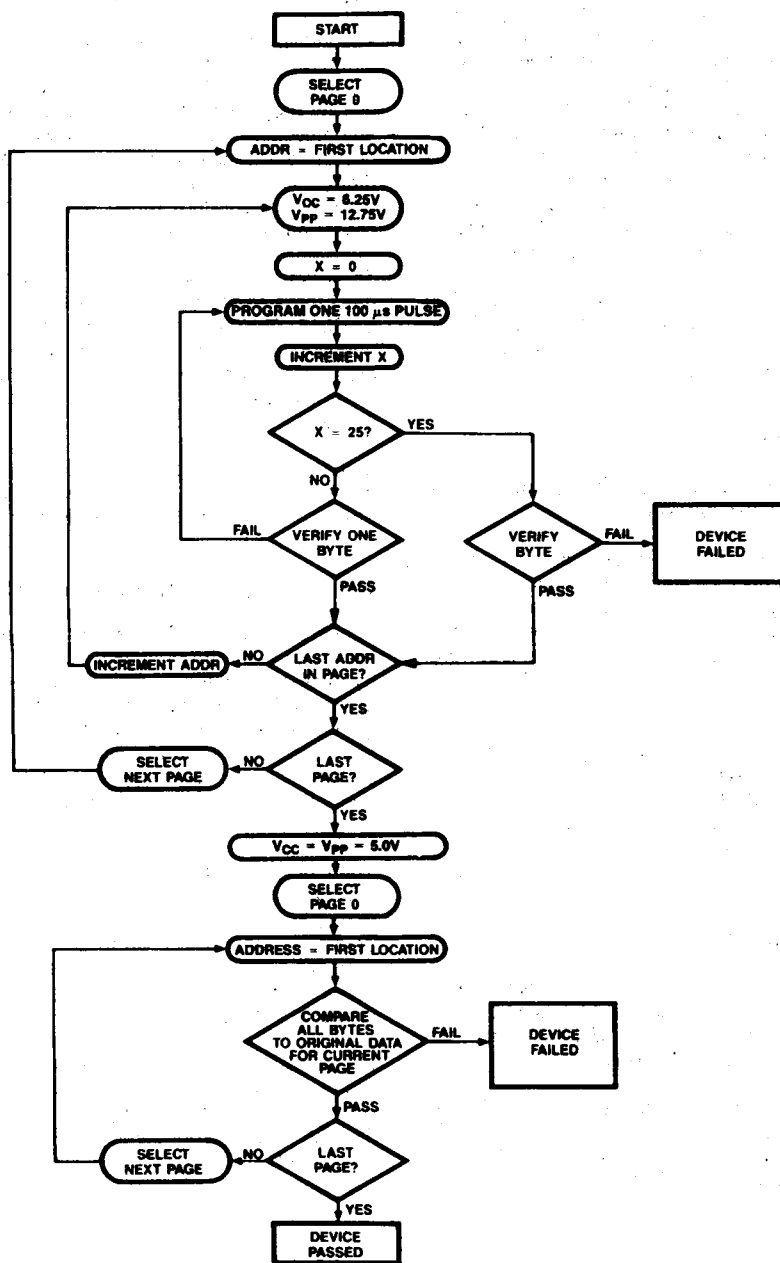 START
SELECT
PAGE 0
ADDR = FIRST LOCATION
VCC = 6.25V
VPP = 12.75V
X = 0
PROGRAM ONE 100 µs PULSE
INCREMENT X
X = 25?
YES
NO
FAIL
VERIFY ONE
BYTE
PASS
VERIFY
BYTE
FAIL
PASS
DEVICE
FAILED
INCREMENT ADDR
NO
LAST ADDR
IN PAGE?
YES
SELECT
NEXT PAGE
NO
LAST
PAGE?
YES
VCC = VPP = 5.0V
SELECT
PAGE 0
ADDRESS = FIRST LOCATION
COMPARE
ALL BYTES
TO ORIGINAL DATA
FOR CURRENT
PAGE
FAIL
DEVICE
FAILED
PASS
SELECT
NEXT PAGE
NO
LAST
PAGE?
YES
DEVICE
PASSED